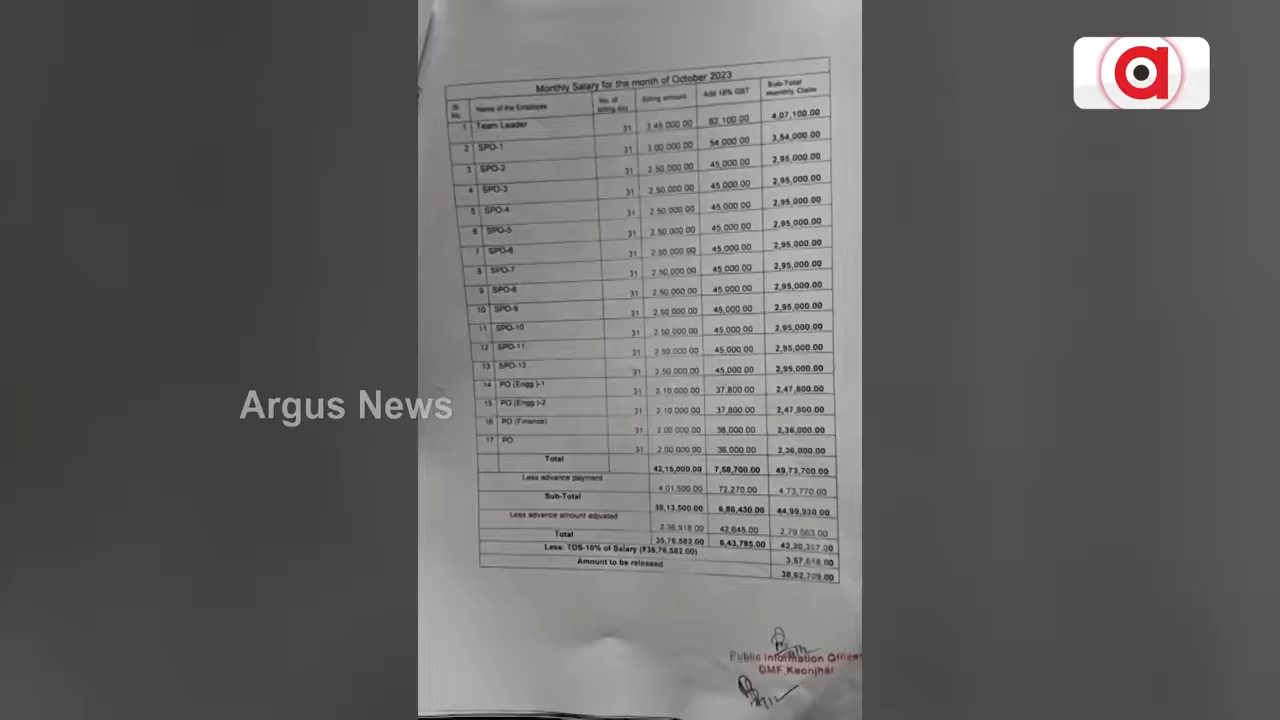 Monthly Salary for the month of October 2023
Sl. No. Name of the Employee No. of billing day Billing amount Add 18% GST Sub-Total monthly Claim
1 Team Leader 31 3,45,000.00 62,100.00 4,07,100.00
2 SPO-1 31 3,00,000.00 54,000.00 3,54,000.00
3 SPO-2 31 2,50,000.00 45,000.00 2,95,000.00
4 SPO-3 31 2,50,000.00 45,000.00 2,95,000.00
5 SPO-4 31 2,50,000.00 45,000.00 2,95,000.00
6 SPO-5 31 2,50,000.00 45,000.00 2,95,000.00
7 SPO-6 31 2,50,000.00 45,000.00 2,95,000.00
8 SPO-7 31 2,50,000.00 45,000.00 2,95,000.00
9 SPO-8 31 2,50,000.00 45,000.00 2,95,000.00
10 SPO-9 31 2,50,000.00 45,000.00 2,95,000.00
11 SPO-10 31 2,50,000.00 45,000.00 2,95,000.00
12 SPO-11 31 2,50,000.00 45,000.00 2,95,000.00
13 SPO-12 31 2,50,000.00 45,000.00 2,95,000.00
14 PO (Engg.)-1 31 2,10,000.00 37,800.00 2,47,800.00
15 PO (Engg.)-2 31 2,10,000.00 37,800.00 2,47,800.00
16 PO (Finance) 31 2,00,000.00 36,000.00 2,36,000.00
17 PO 31 2,00,000.00 36,000.00 2,36,000.00
Total 42,15,000.00 7,58,700.00 49,73,700.00
Less advance payment 4,01,500.00 72,270.00 4,73,770.00
Sub-Total 38,13,500.00 6,86,430.00 44,99,930.00
Less advance amount adjusted 2,36,918.00 42,645.00 2,79,563.00
Total 35,76,582.00 6,43,785.00 42,20,367.00
Less: TDS-10% of Salary (₹35,76,582.00) 3,57,658.00
Amount to be released 38,62,709.00
Argus News
a
Public Information Officer
DMF, Keonjhar